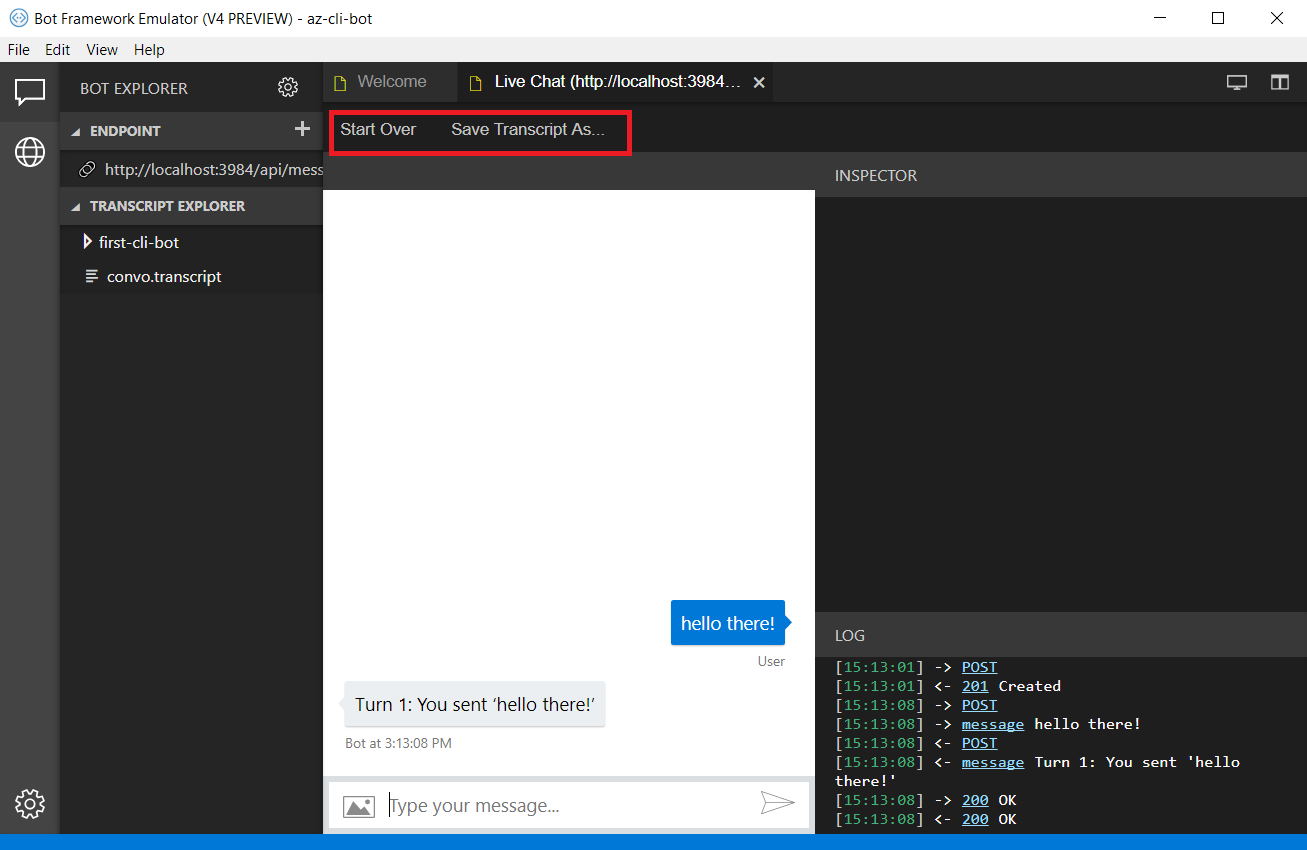 Bot Framework Emulator (V4 PREVIEW) - az-cli-bot
File Edit View Help
BOT EXPLORER
ENDPOINT
http://localhost:3984/api/mess
TRANSCRIPT EXPLORER
first-cli-bot
convo.transcript
Welcome
Live Chat (http://localhost:3984...
Start Over Save Transcript As...
hello there!
User
Turn 1: You sent ‘hello there!’
Bot at 3:13:08 PM
Type your message...
INSPECTOR
LOG
[15:13:01] -> POST
[15:13:01] <- 201 Created
[15:13:08] -> POST
[15:13:08] -> message hello there!
[15:13:08] <- POST
[15:13:08] <- message Turn 1: You sent 'hello
there!'
[15:13:08] -> 200 OK
[15:13:08] <- 200 OK